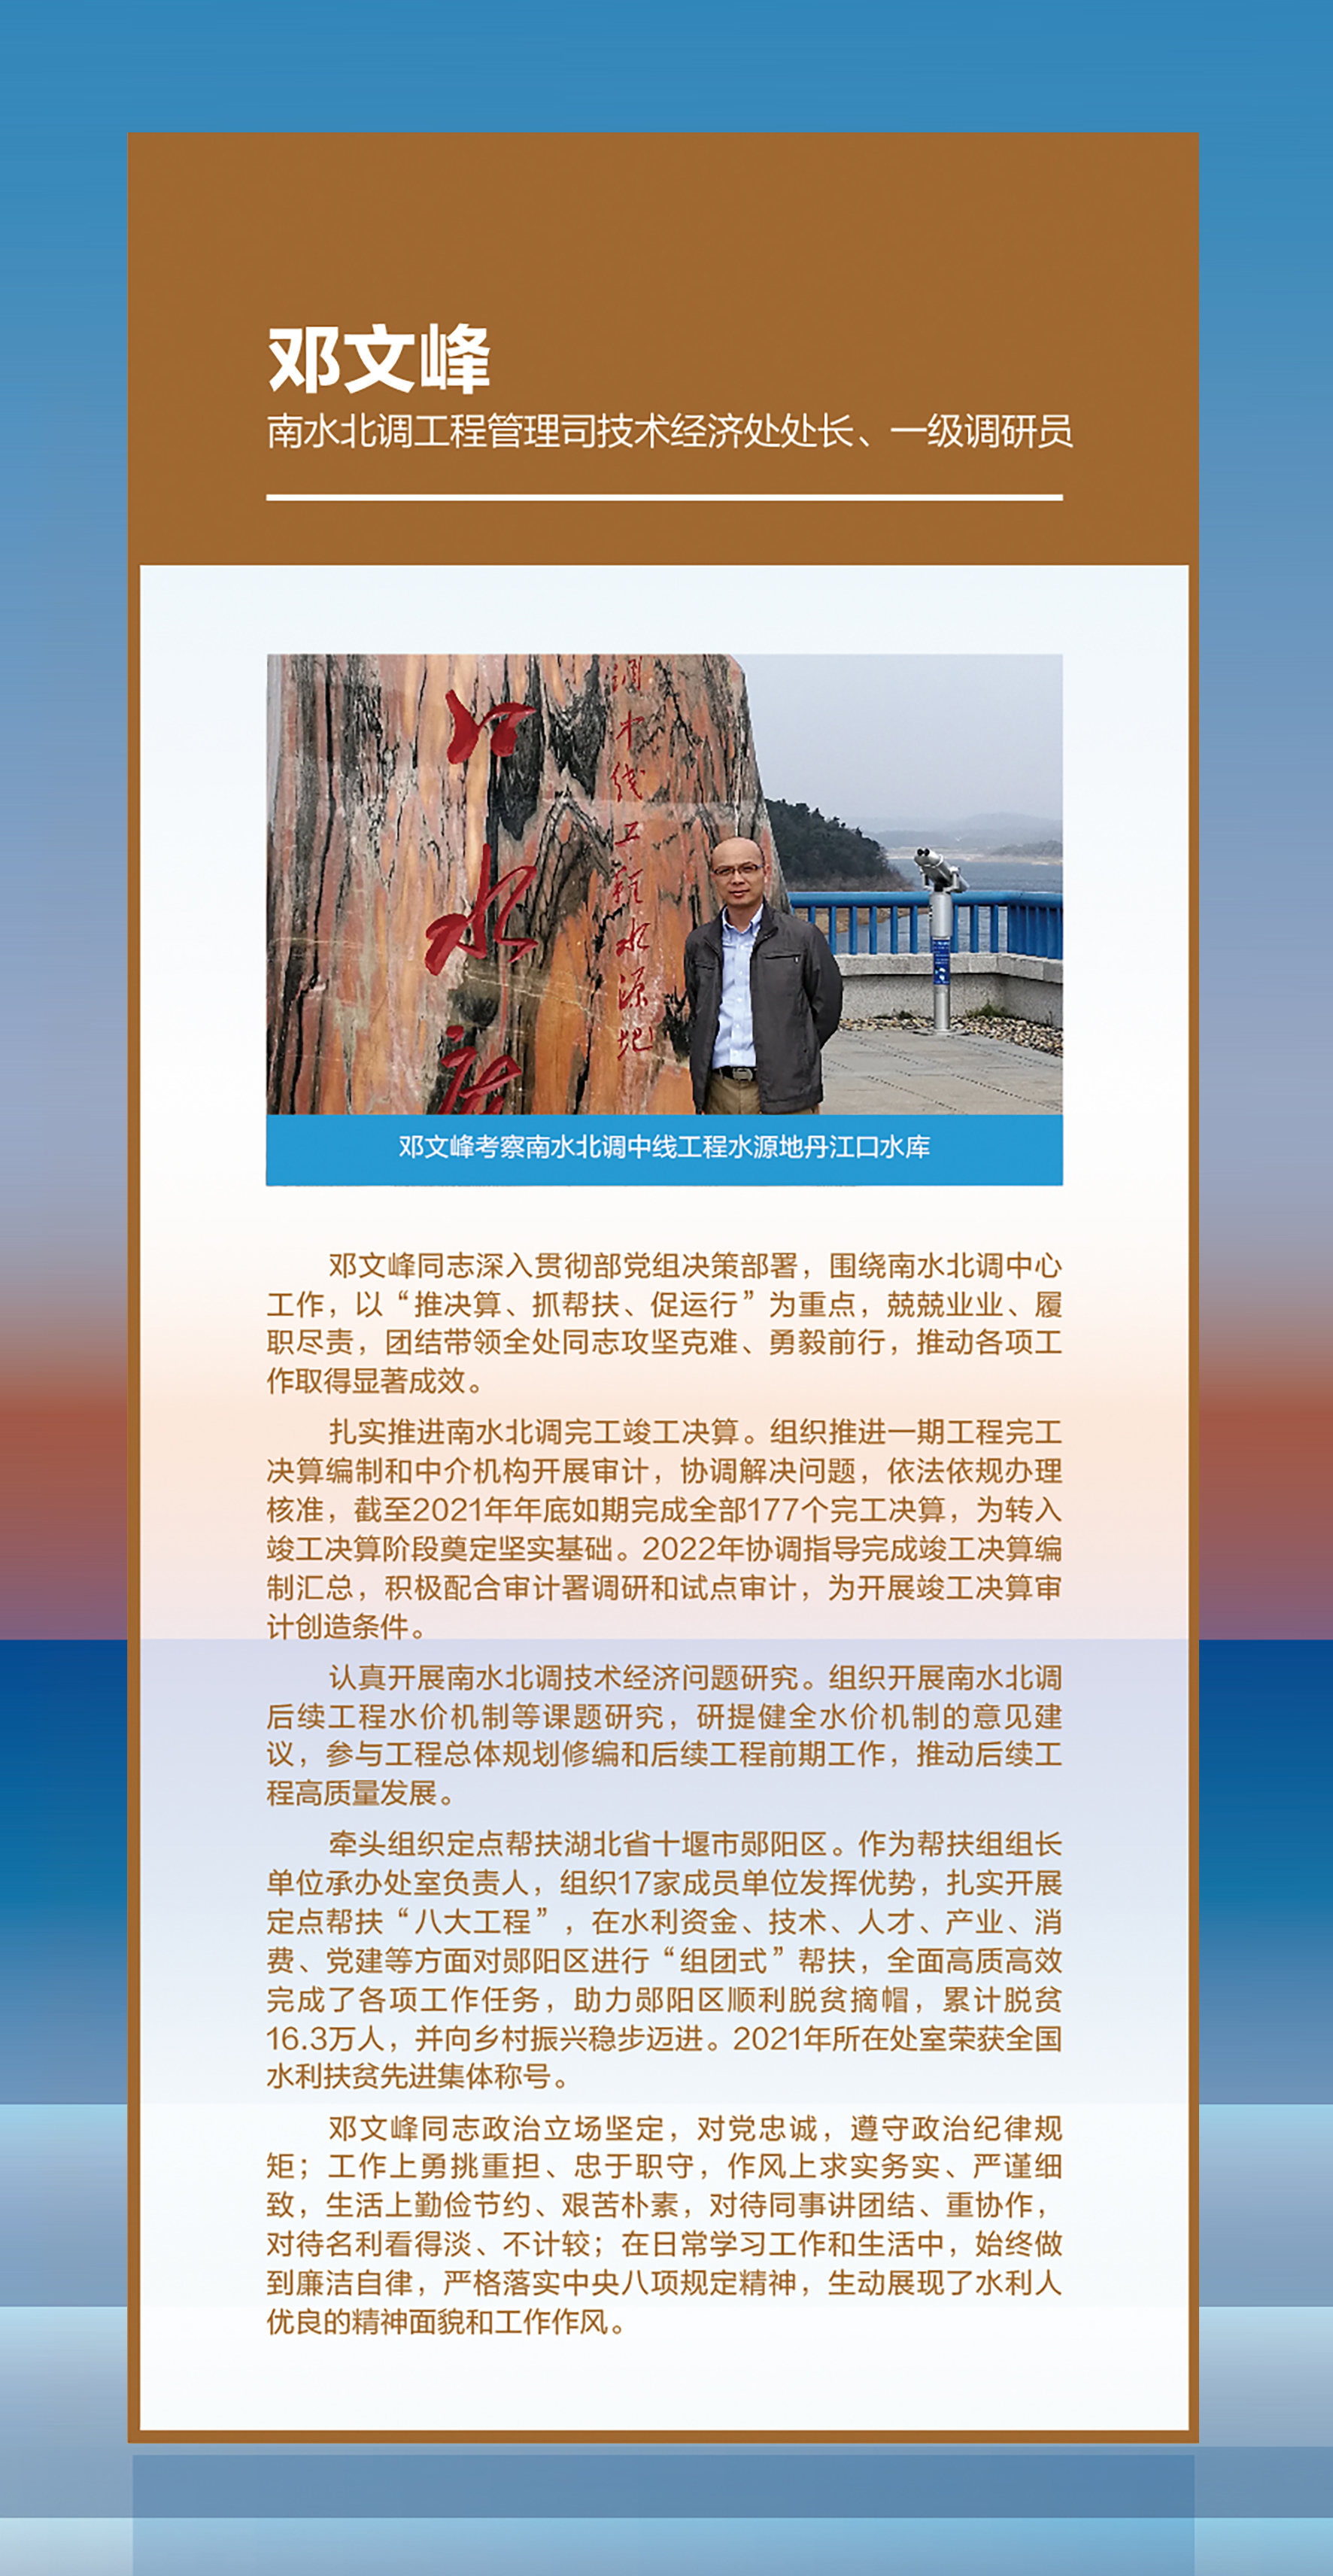 邓文峰
南水北调工程管理司技术经济处处长、一级调研员
口
水
调中线工程水源地
邓文峰考察南水北调中线工程水源地丹江口水库
邓文峰同志深入贯彻部党组决策部署，围绕南水北调中心
工作，以“推决算、抓帮扶、促运行”为重点，兢兢业业、履
职尽责，团结带领全处同志攻坚克难、勇毅前行，推动各项工
作取得显著成效。
扎实推进南水北调完工竣工决算。组织推进一期工程完工
决算编制和中介机构开展审计，协调解决问题，依法依规办理
核准，截至2021年年底如期完成全部177个完工决算，为转入
竣工决算阶段奠定坚实基础。2022年协调指导完成竣工决算编
制汇总，积极配合审计署调研和试点审计，为开展竣工决算审
计创造条件。
认真开展南水北调技术经济问题研究。组织开展南水北调
后续工程水价机制等课题研究，研提健全水价机制的意见建
议，参与工程总体规划修编和后续工程前期工作，推动后续工
程高质量发展。
牵头组织定点帮扶湖北省十堰市郧阳区。作为帮扶组组长
单位承办处室负责人，组织17家成员单位发挥优势，扎实开展
定点帮扶“八大工程”，在水利资金、技术、人才、产业、消
费、党建等方面对郧阳区进行“组团式”帮扶，全面高质高效
完成了各项工作任务，助力郧阳区顺利脱贫摘帽，累计脱贫
16.3万人，并向乡村振兴稳步迈进。2021年所在处室荣获全国
水利扶贫先进集体称号。
邓文峰同志政治立场坚定，对党忠诚，遵守政治纪律规
矩；工作上勇挑重担、忠于职守，作风上求实务实、严谨细
致，生活上勤俭节约、艰苦朴素，对待同事讲团结、重协作，
对待名利看得淡、不计较；在日常学习工作和生活中，始终做
到廉洁自律，严格落实中央八项规定精神，生动展现了水利人
优良的精神面貌和工作作风。